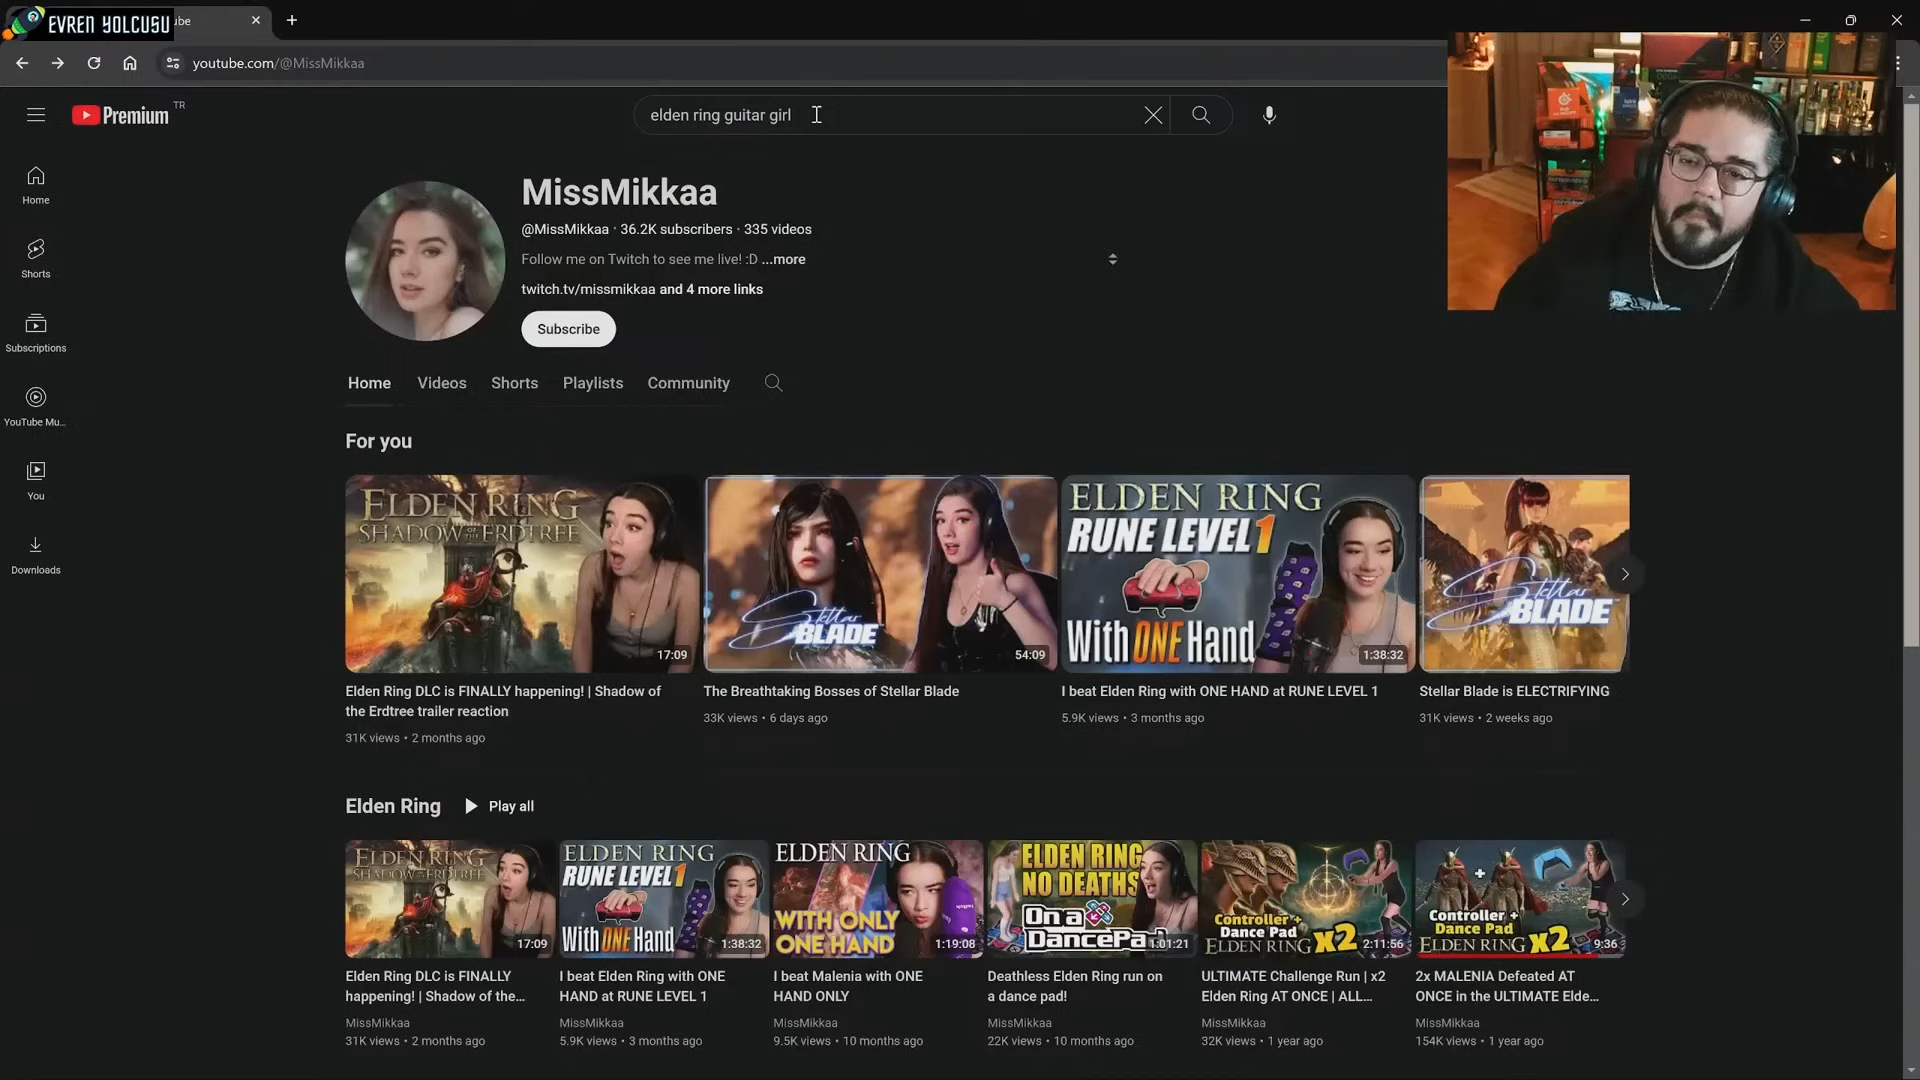 EVREN YOLCUSU
ube
youtube.com/@MissMikkaa
Premium TR
elden ring guitar girl
Home
Shorts
Subscriptions
YouTube Mu...
You
Downloads
MissMikkaa
@MissMikkaa · 36.2K subscribers · 335 videos
Follow me on Twitch to see me live! :D ...more
twitch.tv/missmikkaa and 4 more links
Subscribe
Home Videos Shorts Playlists Community
For you
ELDEN RING
SHADOW OF THE ERDTREE
17:09
Elden Ring DLC is FINALLY happening! | Shadow of
the Erdtree trailer reaction
31K views • 2 months ago
Stellar
BLADE
54:09
The Breathtaking Bosses of Stellar Blade
33K views • 6 days ago
ELDEN RING
RUNE LEVEL 1
With ONE Hand
1:38:32
I beat Elden Ring with ONE HAND at RUNE LEVEL 1
5.9K views • 3 months ago
Stellar
BLADE
Stellar Blade is ELECTRIFYING
31K views • 2 weeks ago
Elden Ring Play all
ELDEN RING
SHADOW OF THE ERDTREE
17:09
Elden Ring DLC is FINALLY
happening! | Shadow of the...
MissMikkaa
31K views • 2 months ago
ELDEN RING
RUNE LEVEL 1
With ONE Hand
1:38:32
I beat Elden Ring with ONE
HAND at RUNE LEVEL 1
MissMikkaa
5.9K views • 3 months ago
ELDEN RING
WITH ONLY
ONE HAND
1:19:08
I beat Malenia with ONE
HAND ONLY
MissMikkaa
9.5K views • 10 months ago
ELDEN RING
NO DEATHS
On a
DancePa
1:01:21
Deathless Elden Ring run on
a dance pad!
MissMikkaa
22K views • 10 months ago
Controller +
Dance Pad
ELDEN RING X2
2:11:56
ULTIMATE Challenge Run | x2
Elden Ring AT ONCE | ALL...
MissMikkaa
32K views • 1 year ago
+
Controller +
Dance Pad
ELDEN RING X2
9:36
2x MALENIA Defeated AT
ONCE in the ULTIMATE Elde...
MissMikkaa
154K views • 1 year ago